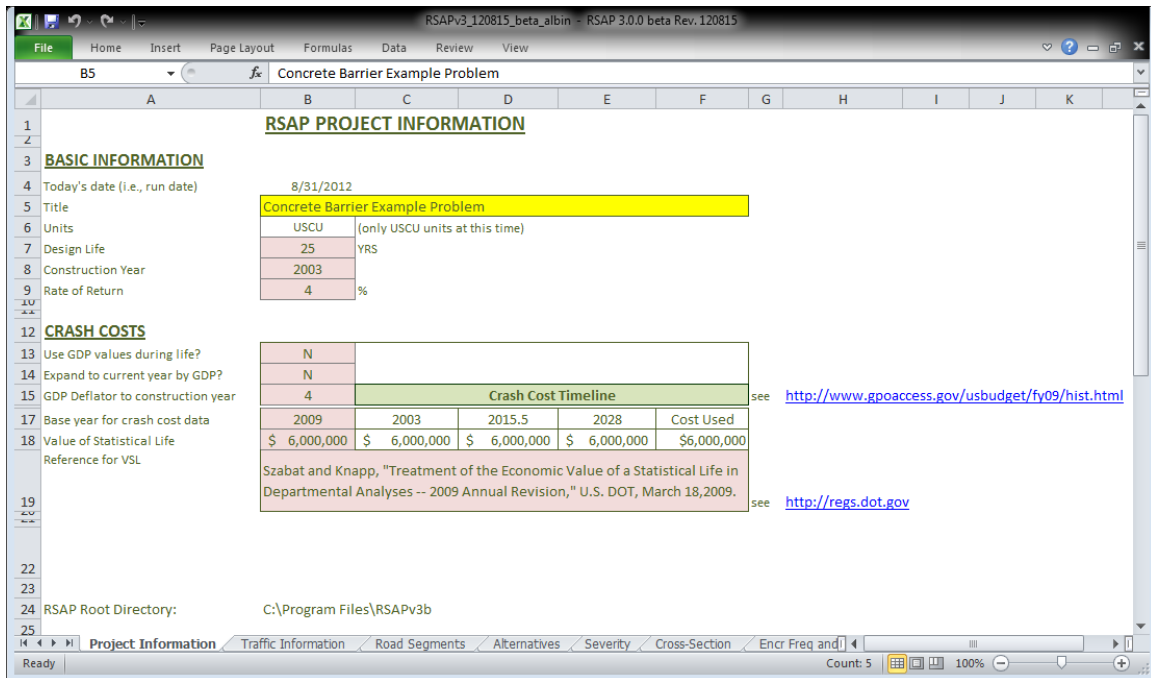 RSAPv3_120815_beta_albin - RSAP 3.0.0 beta Rev. 120815
File Home Insert Page Layout Formulas Data Review View
B5 fx Concrete Barrier Example Problem
A B C D E F G H I J K
1 RSAP PROJECT INFORMATION
2
3 BASIC INFORMATION
4 Today's date (i.e., run date) 8/31/2012
5 Title Concrete Barrier Example Problem
6 Units USCU (only USCU units at this time)
7 Design Life 25 YRS
8 Construction Year 2003
9 Rate of Return 4 %
10
11
12 CRASH COSTS
13 Use GDP values during life? N
14 Expand to current year by GDP? N
15 GDP Deflator to construction year 4 Crash Cost Timeline see http://www.gpoaccess.gov/usbudget/fy09/hist.html
17 Base year for crash cost data 2009 2003 2015.5 2028 Cost Used
18 Value of Statistical Life $ 6,000,000 $ 6,000,000 $ 6,000,000 $ 6,000,000 $6,000,000
Reference for VSL
Szabat and Knapp, "Treatment of the Economic Value of a Statistical Life in
Departmental Analyses -- 2009 Annual Revision," U.S. DOT, March 18,2009.
19 see http://regs.dot.gov
20
21
22
23
24 RSAP Root Directory: C:\Program Files\RSAPv3b
25
Project Information Traffic Information Road Segments Alternatives Severity Cross-Section Encr Freq and
Ready Count: 5 100%